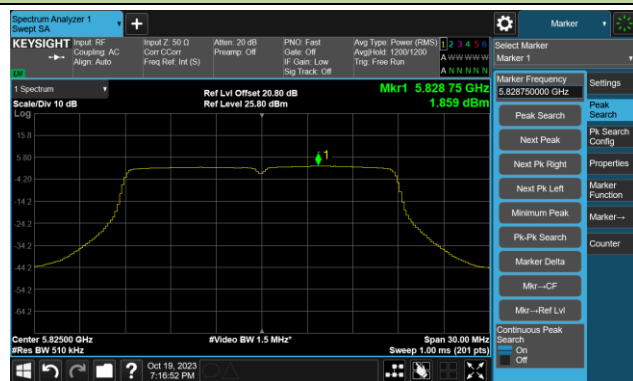 Spectrum Analyzer 1
Swept SA
Marker
KEYSIGHT
Input: RF
Coupling: AC
Align: Auto
Input Z: 50 Ω
Corr CCorr
Freq Ref: Int (S)
Atten: 20 dB
Preamp: Off
PNO: Fast
Gate: Off
IF Gain: Low
Sig Track: Off
Avg Type: Power (RMS)
Avg|Hold: 1200/1200
Trig: Free Run
1 2 3 4 5 6
A WW WW W
A N N N N N
Select Marker
Marker 1
LXI
1 Spectrum
Scale/Div 10 dB
Log
Ref Lvl Offset 20.80 dB
Ref Level 25.80 dBm
Mkr1 5.828 75 GHz
1.859 dBm
15.8
5.80
-4.20
-14.2
-24.2
-34.2
-44.2
-54.2
-64.2
1
Center 5.82500 GHz
#Res BW 510 kHz
#Video BW 1.5 MHz*
Span 30.00 MHz
Sweep 1.00 ms (201 pts)
Marker Frequency
5.828750000 GHz
Peak Search
Next Peak
Next Pk Right
Next Pk Left
Minimum Peak
Pk-Pk Search
Marker Delta
Mkr→CF
Mkr→Ref Lvl
Continuous Peak
Search
On
Off
Settings
Peak
Search
Pk Search
Config
Properties
Marker
Function
Marker→
Counter
?
Oct 19, 2023
7:16:52 PM